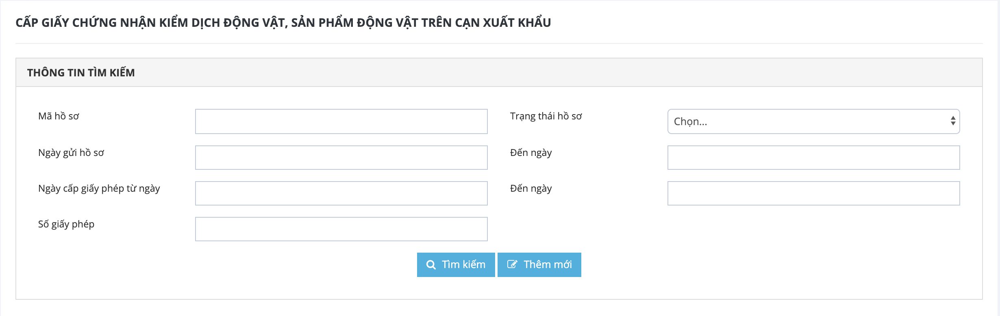 CẤP GIẤY CHỨNG NHẬN KIỂM DỊCH ĐỘNG VẬT, SẢN PHẨM ĐỘNG VẬT TRÊN CẠN XUẤT KHẨU
THÔNG TIN TÌM KIẾM
Mã hồ sơ
Trạng thái hồ sơ
Chọn...
Ngày gửi hồ sơ
Đến ngày
Ngày cấp giấy phép từ ngày
Đến ngày
Số giấy phép
Tìm kiếm
Thêm mới